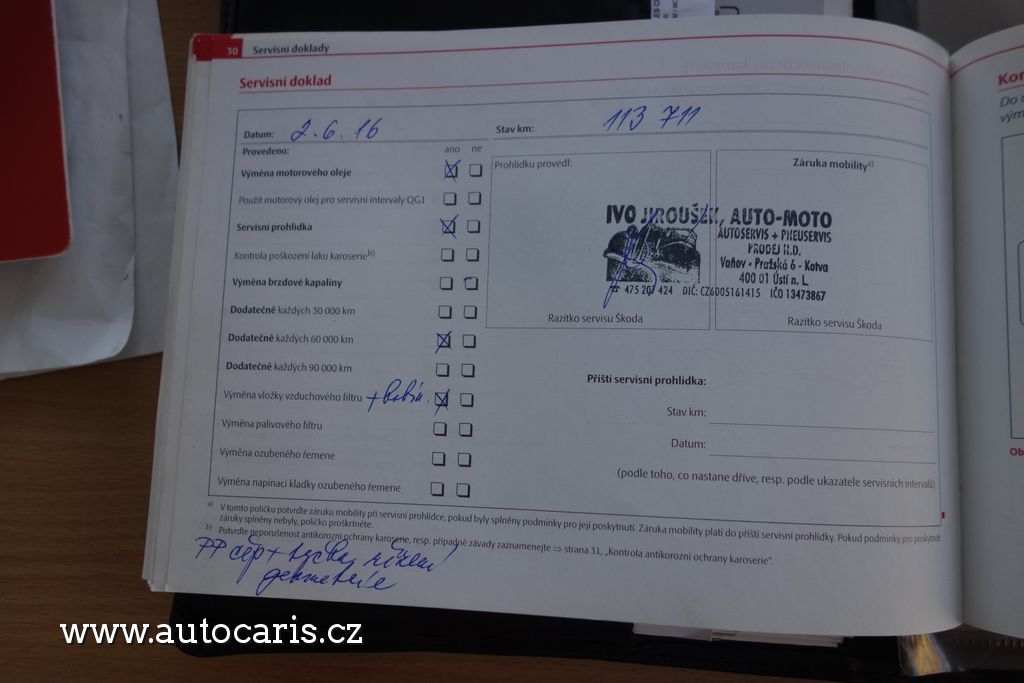 30 Servisní doklady
Servisní doklad
Datum: 2.6.16
Stav km: 113 711
Provedeno: ano ne
Výměna motorového oleje
Použit motorový olej pro servisní intervaly QG1
Servisní prohlídka
Kontrola poškození laku karoserie b)
Výměna brzdové kapaliny
Dodatečně každých 30 000 km
Dodatečně každých 60 000 km
Dodatečně každých 90 000 km
Výměna vložky vzduchového filtru + kabin.
Výměna palivového filtru
Výměna ozubeného řemene
Výměna napínací kladky ozubeného řemene
Prohlídku provedl:
Záruka mobility a)
IVO JIROUŠEK, AUTO-MOTO
AUTOSERVIS + PNEUSERVIS
PRODEJ N.D.
Vaňov - Pražská 6 - Kotva
400 01 Ústí n. L.
☎ 475 207 424 DIČ: CZ6005161415 IČO 13473867
Razítko servisu Škoda
Razítko servisu Škoda
Příští servisní prohlídka:
Stav km:
Datum:
(podle toho, co nastane dříve, resp. podle ukazatele servisních intervalů)
a) V tomto políčku potvrďte záruku mobility při servisní prohlídce, pokud byly splněny podmínky pro její poskytnutí. Záruka mobility platí do příští servisní prohlídky. Pokud podmínky pro poskytnutí
záruky splněny nebyly, políčko proškrtněte.
b) Potvrďte neporušenost antikorozní ochrany karoserie, resp. případné závady zaznamenejte ⇒ strana 31, „Kontrola antikorozní ochrany karoserie".
PP čep + tyčka, řízení
geometrie
www.autocaris.cz